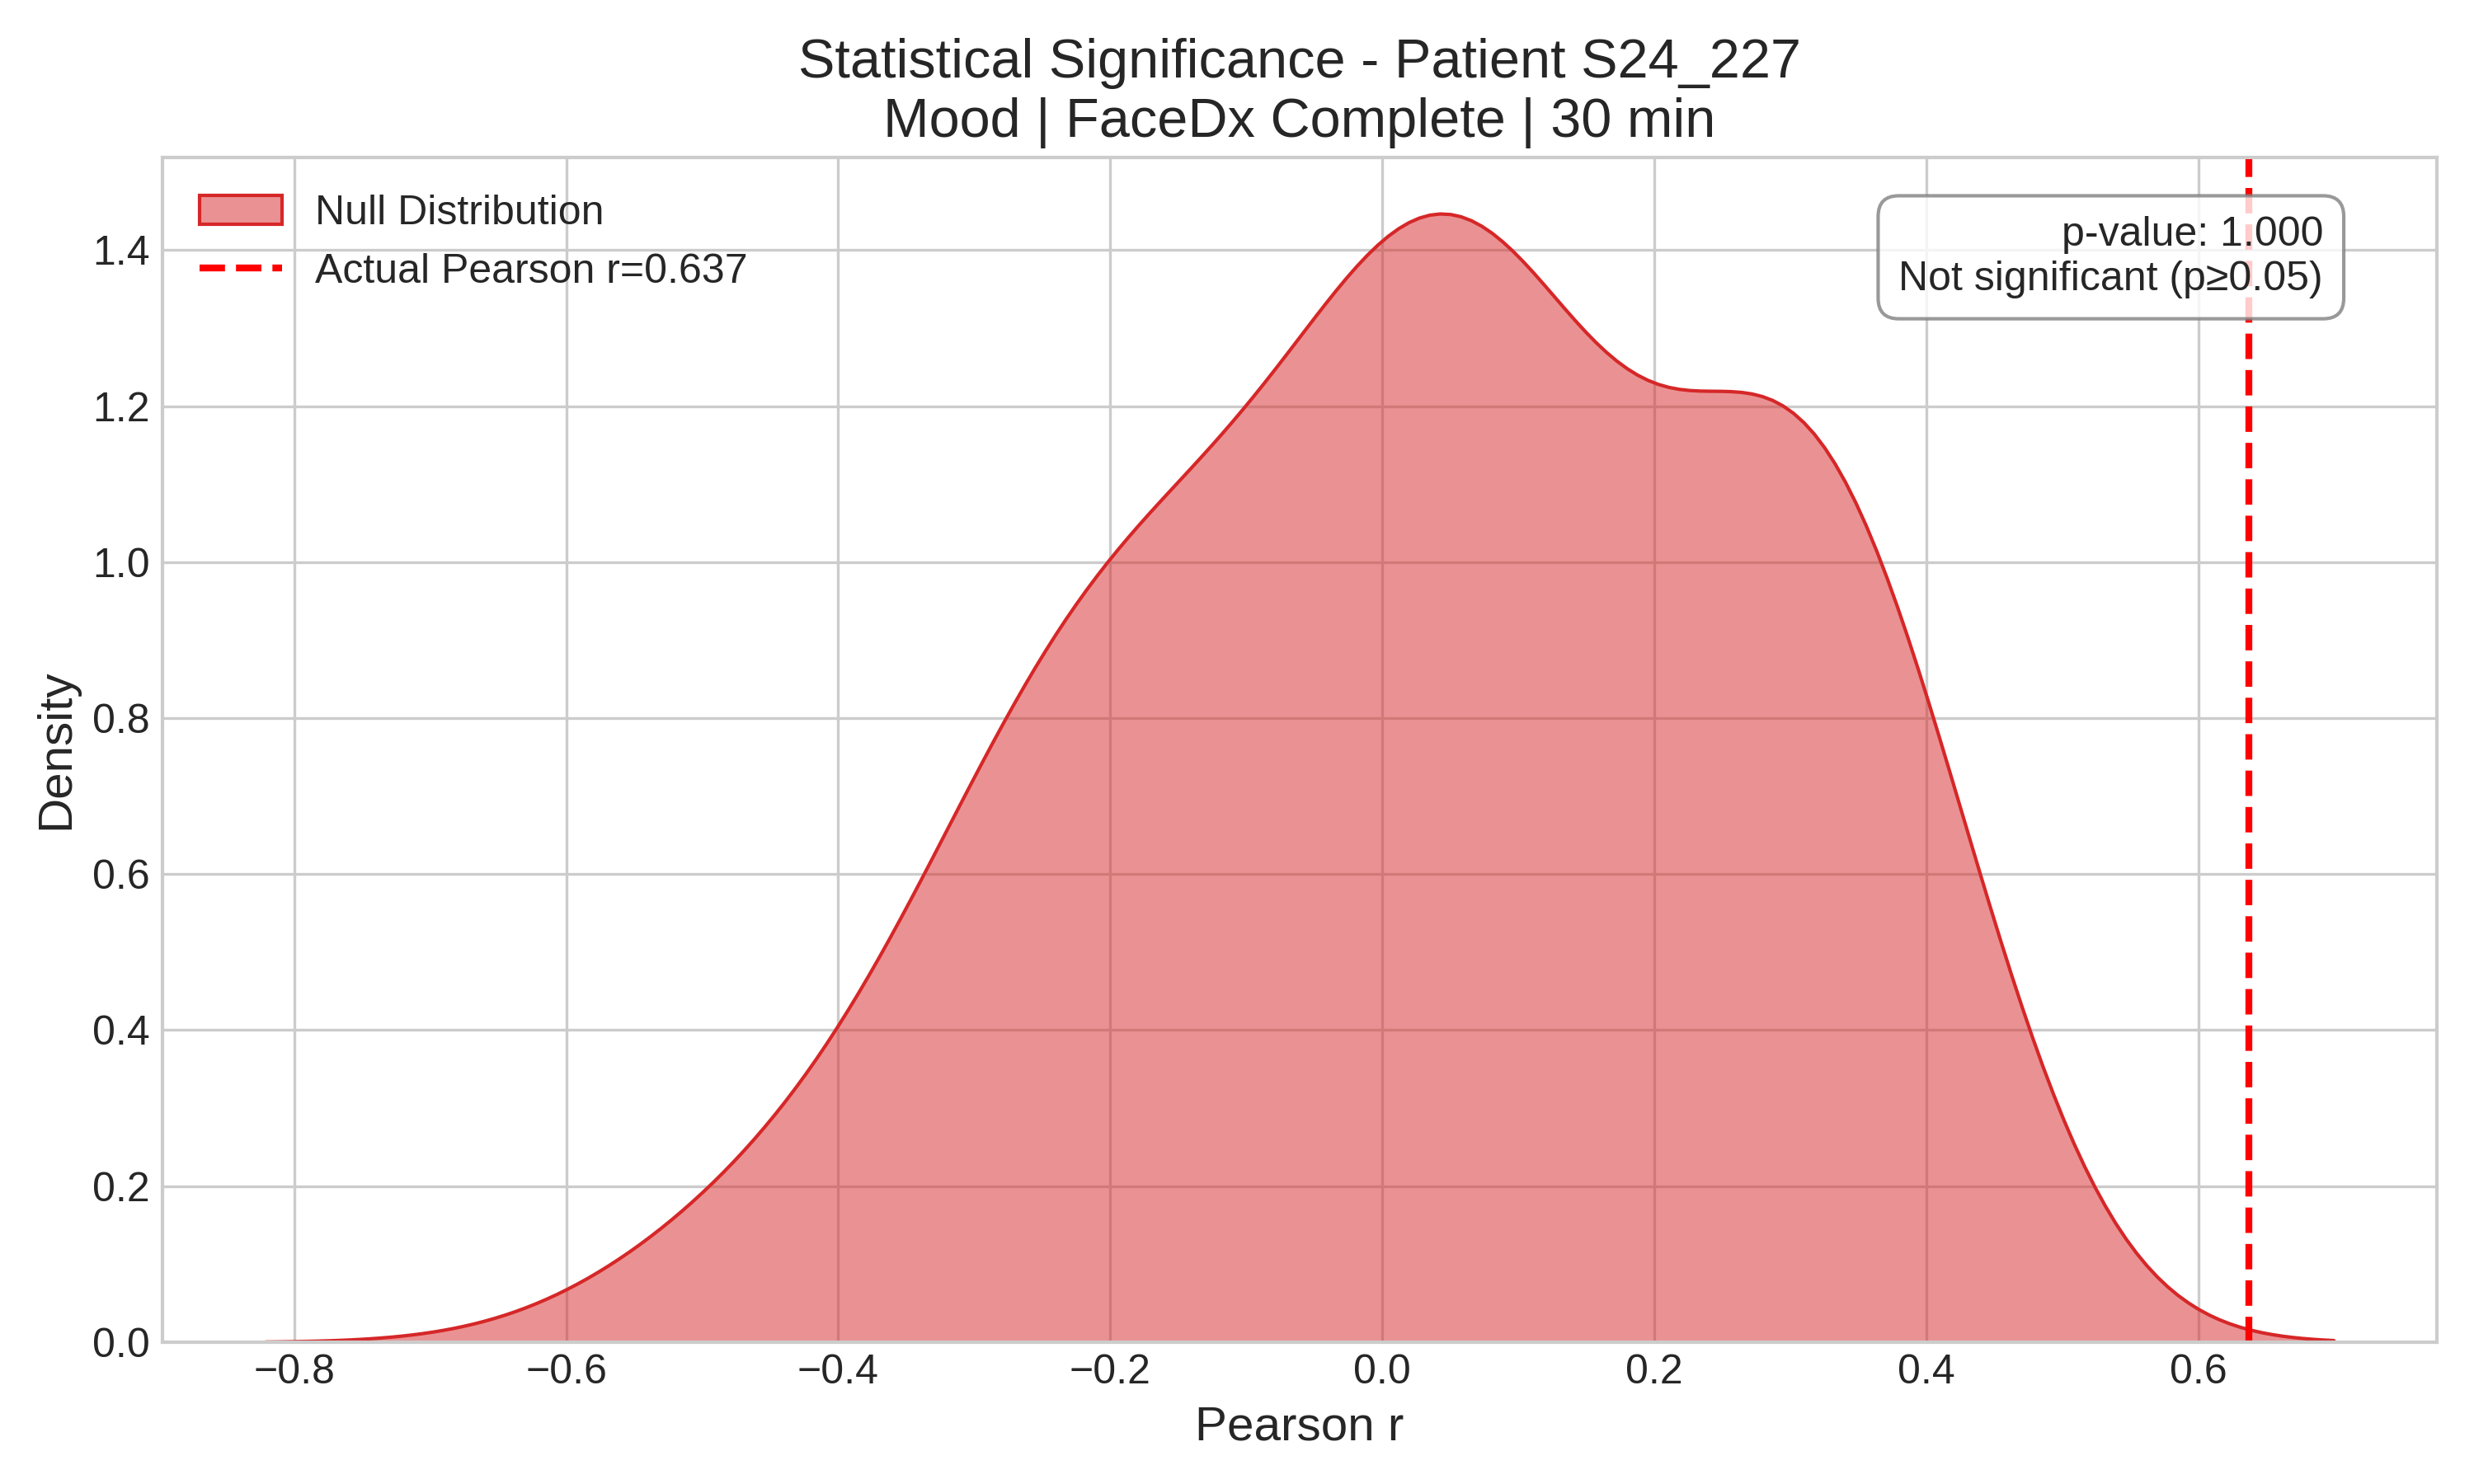 Statistical Significance - Patient S24_227
Mood | FaceDx Complete | 30 min
Null Distribution
Actual Pearson r=0.637
p-value: 1.000
Not significant (p≥0.05)
Density
1.4
1.2
1.0
0.8
0.6
0.4
0.2
0.0
−0.8 −0.6 −0.4 −0.2 0.0 0.2 0.4 0.6
Pearson r